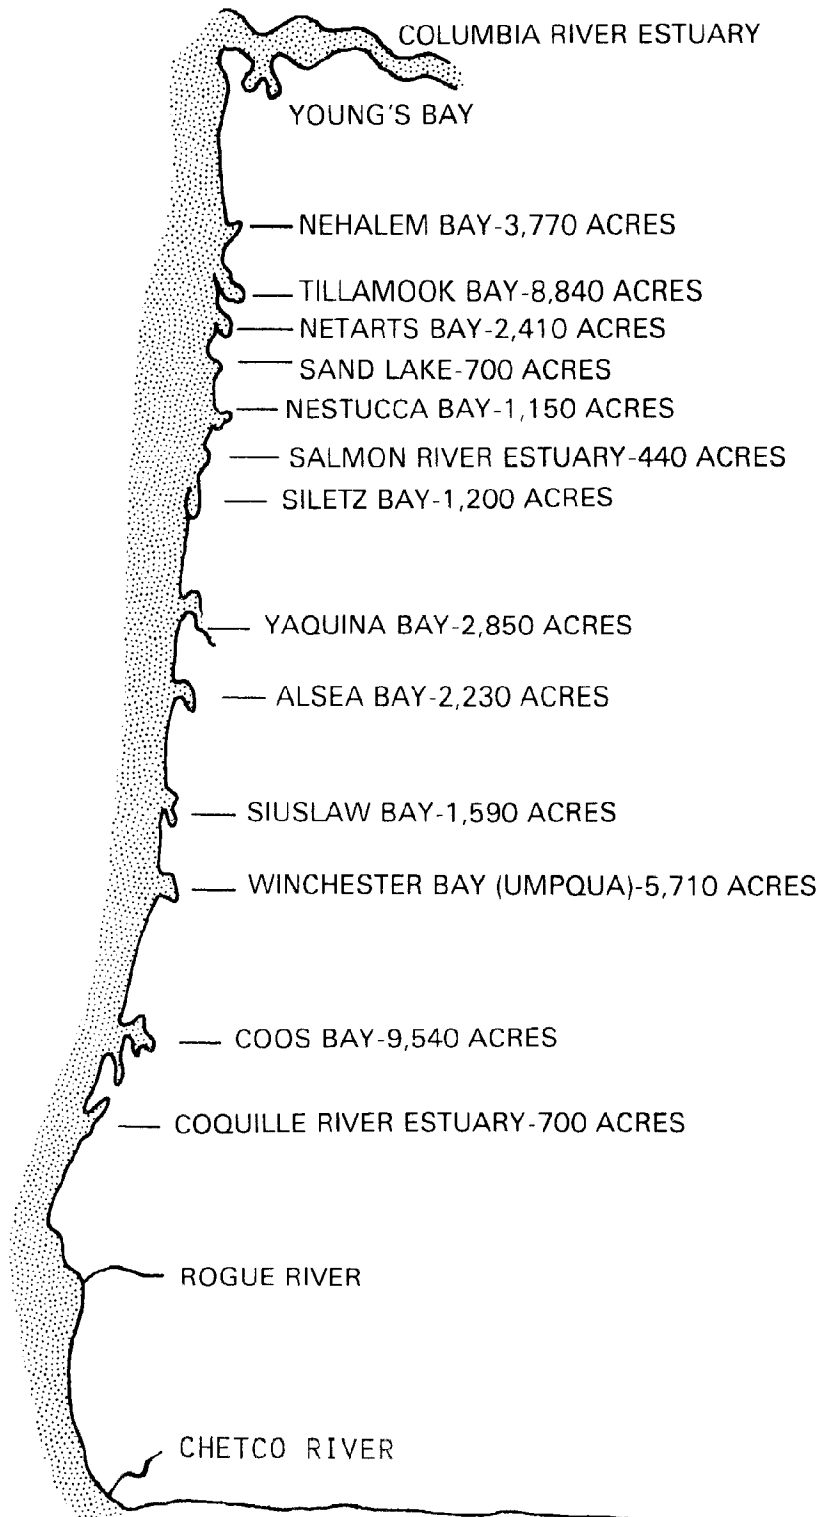 COLUMBIA RIVER ESTUARY
YOUNG'S BAY
NEHALEM BAY-3,770 ACRES
TILLAMOOK BAY-8,840 ACRES
NETARTS BAY-2,410 ACRES
SAND LAKE-700 ACRES
NESTUCCA BAY-1,150 ACRES
SALMON RIVER ESTUARY-440 ACRES
SILETZ BAY-1,200 ACRES
YAQUINA BAY-2,850 ACRES
ALSEA BAY-2,230 ACRES
SIUSLAW BAY-1,590 ACRES
WINCHESTER BAY (UMPQUA)-5,710 ACRES
COOS BAY-9,540 ACRES
COQUILLE RIVER ESTUARY-700 ACRES
ROGUE RIVER
CHETCO RIVER